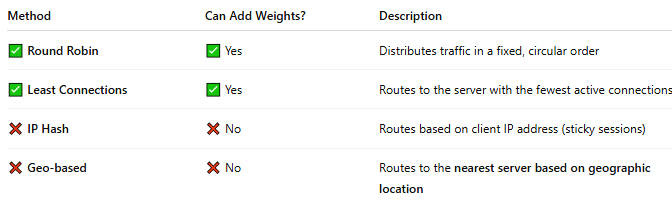 Method Can Add Weights? Description
✅ Round Robin ✅ Yes Distributes traffic in a fixed, circular order
✅ Least Connections ✅ Yes Routes to the server with the fewest active connections
❌ IP Hash ❌ No Routes based on client IP address (sticky sessions)
❌ Geo-based ❌ No Routes to the nearest server based on geographic
location